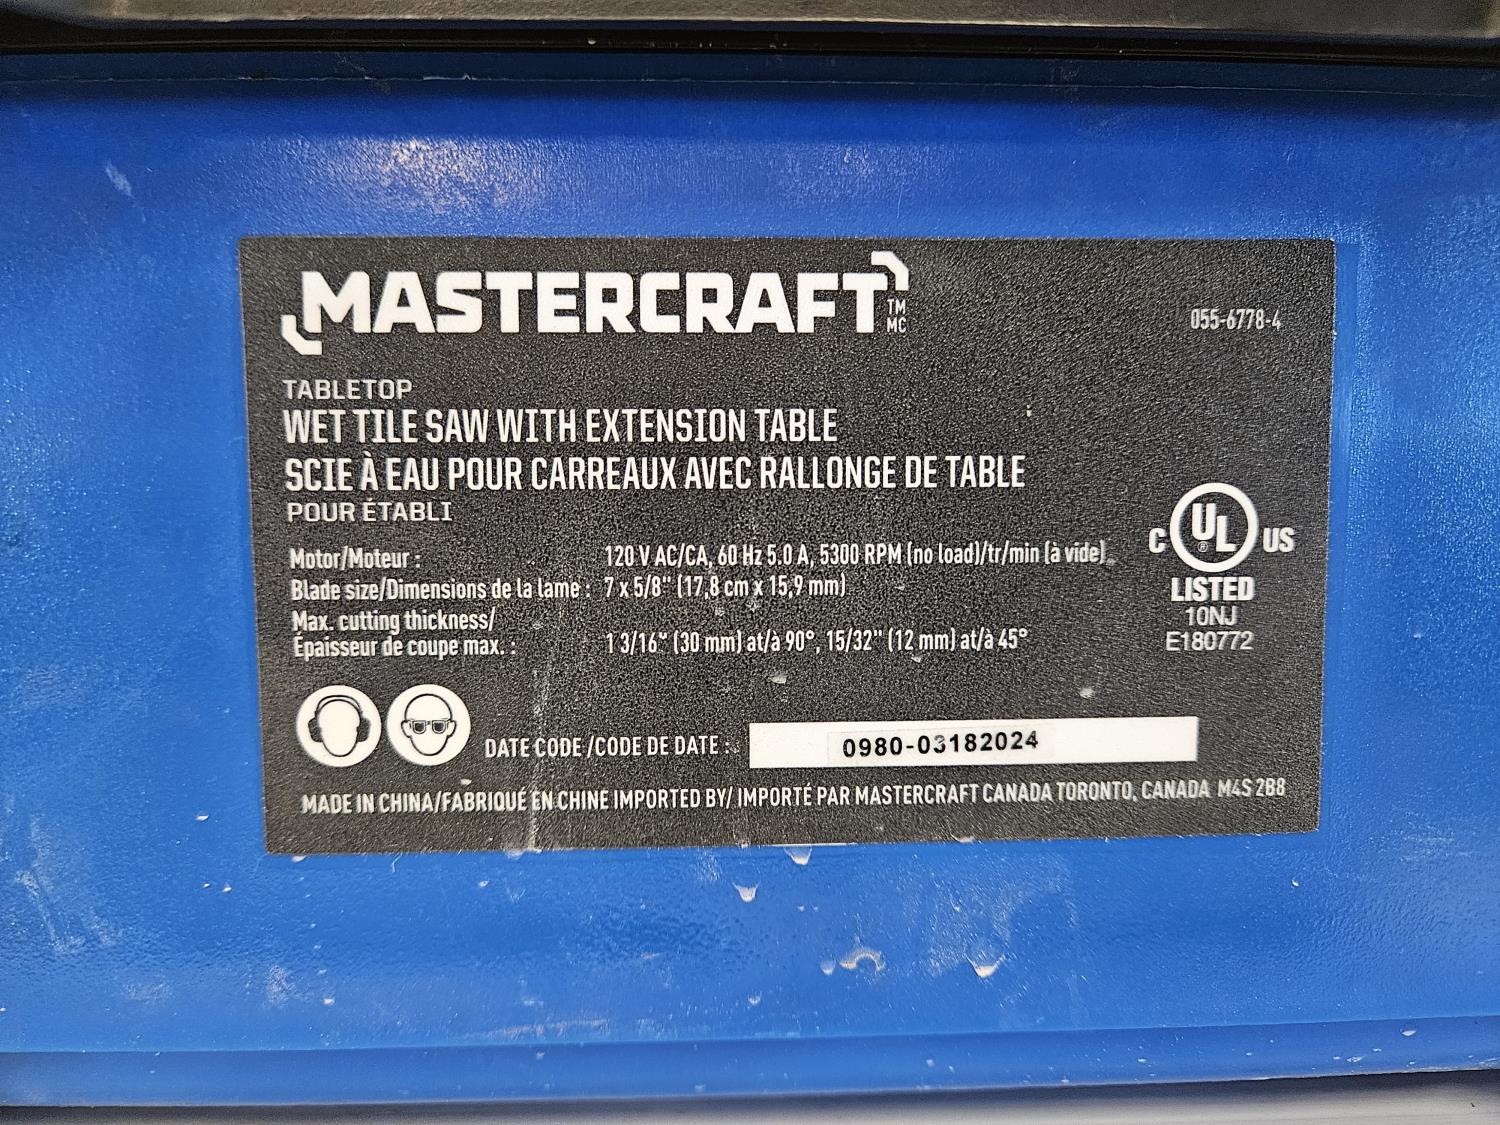 MASTERCRAFT TM MC
055-6778-4
TABLETOP
WET TILE SAW WITH EXTENSION TABLE
SCIE À EAU POUR CARREAUX AVEC RALLONGE DE TABLE
POUR ÉTABLI
Motor/Moteur : 120 V AC/CA, 60 Hz 5.0 A, 5300 RPM (no load)/tr/min (à vide)
Blade size/Dimensions de la lame : 7 x 5/8" (17,8 cm x 15,9 mm)
Max. cutting thickness/
Épaisseur de coupe max. : 1 3/16" (30 mm) at/à 90°, 15/32" (12 mm) at/à 45°
C UL® US
LISTED
10NJ
E180772
DATE CODE /CODE DE DATE : 0980-03182024
MADE IN CHINA/FABRIQUÉ EN CHINE IMPORTED BY/ IMPORTÉ PAR MASTERCRAFT CANADA TORONTO, CANADA M4S 2B8